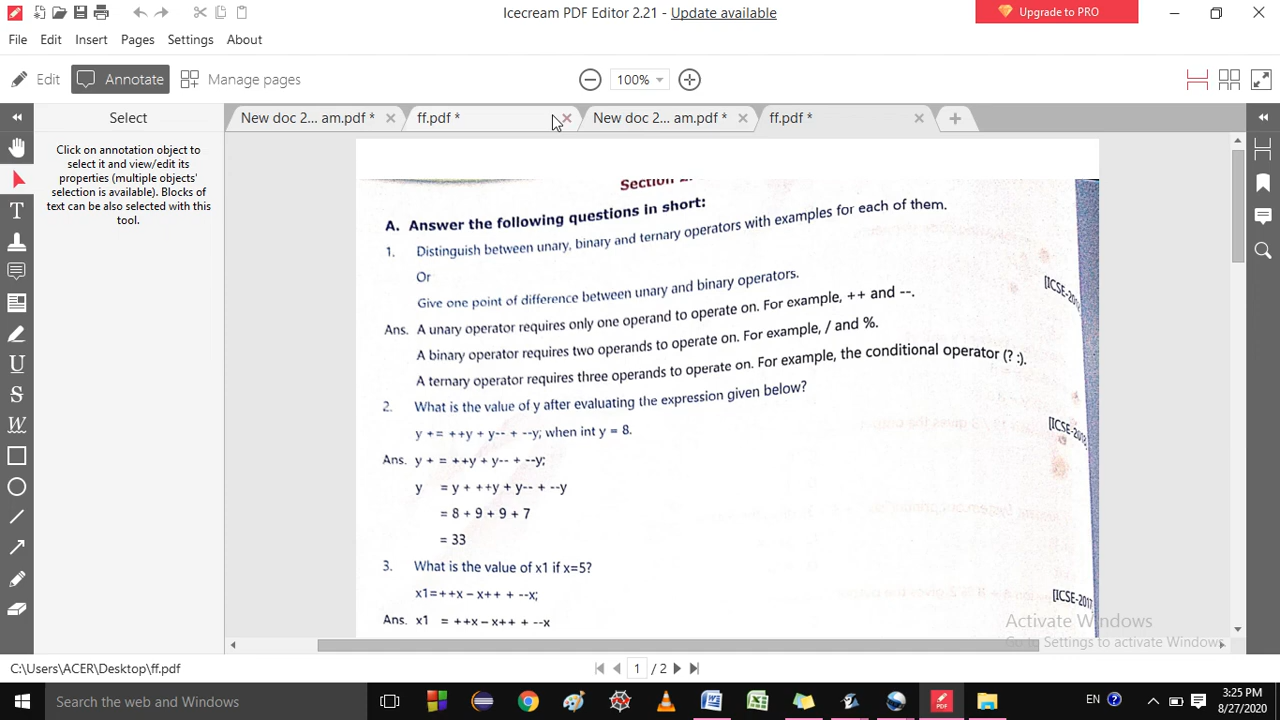 Icecream PDF Editor 2.21 - Update available
Upgrade to PRO
File Edit Insert Pages Settings About
Edit Annotate Manage pages 100%
Select
New doc 2... am.pdf * ff.pdf * New doc 2... am.pdf * ff.pdf *
Click on annotation object to
select it and view/edit its
properties (multiple objects'
selection is available). Blocks of
text can be also selected with this
tool.
Section 2.
A. Answer the following questions in short:
1. Distinguish between unary, binary and ternary operators with examples for each of them.
Or
Give one point of difference between unary and binary operators.
[ICSE-201
Ans. A unary operator requires only one operand to operate on. For example, ++ and --.
A binary operator requires two operands to operate on. For example, / and %.
A ternary operator requires three operands to operate on. For example, the conditional operator (? :).
2. What is the value of y after evaluating the expression given below?
y += ++y + y-- + --y; when int y = 8.
[ICSE-2018
Ans. y + = ++y + y-- + --y;
y = y + ++y + y-- + --y
= 8 + 9 + 9 + 7
= 33
3. What is the value of x1 if x=5?
x1=++x – x++ + --x;
[ICSE-2017
Ans. x1 = ++x – x++ + --x
Activate Windows
Go to Settings to activate Windows.
C:\Users\ACER\Desktop\ff.pdf
1 / 2
Search the web and Windows
EN
3:25 PM
8/27/2020